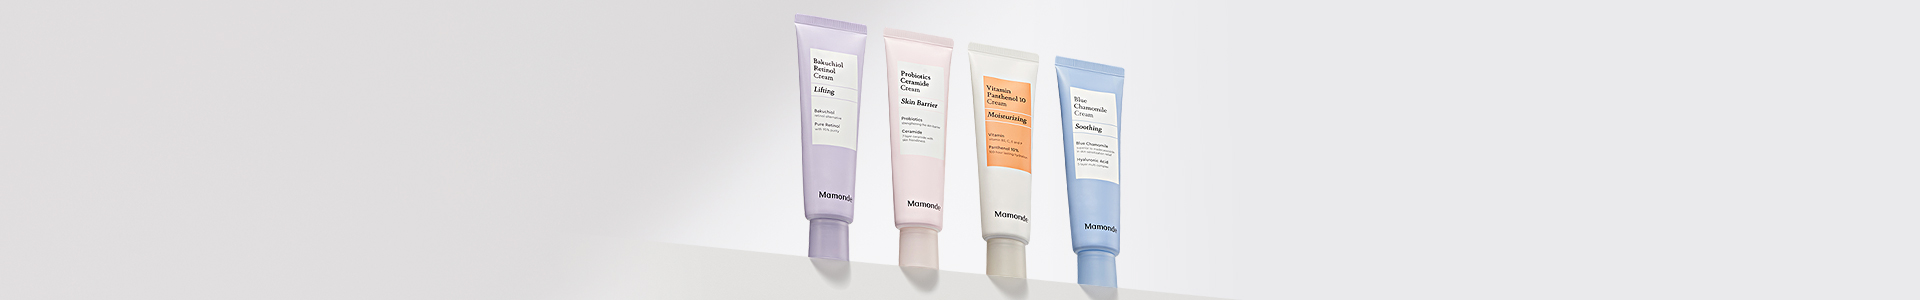 Bakuchiol
Retinol
Cream
Lifting
Bakuchiol
Pure Retinol
Mamonde
Probiotics
Ceramide
Cream
Skin Barrier
Probiotics
Ceramide
Mamonde
Vitamin
Panthenol 10
Cream
Moisturizing
Vitamin
Panthenol 10%
Mamonde
Blue
Chamomile
Cream
Soothing
Blue Chamomile
Hyaluronic Acid
Mamonde